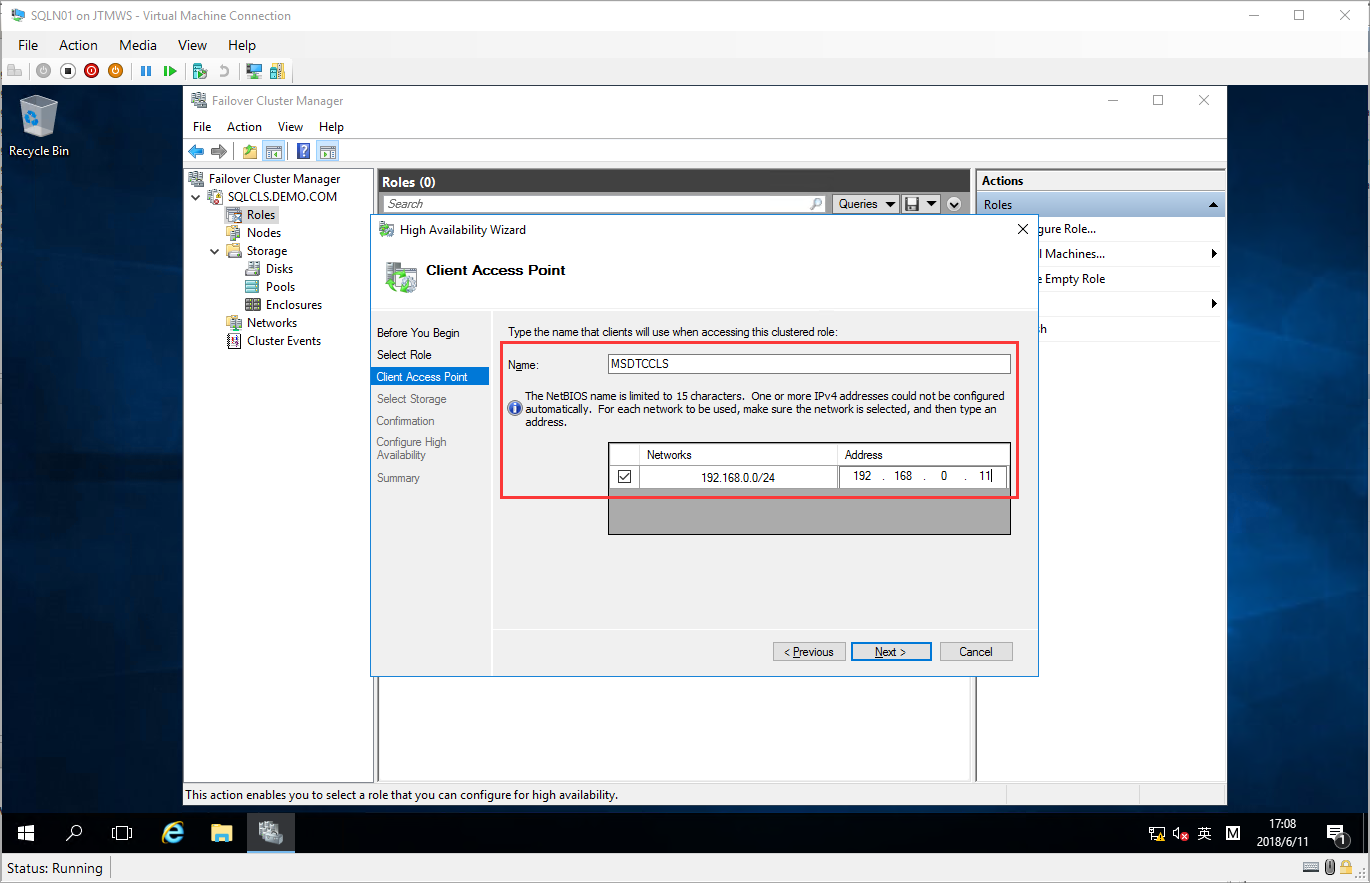 SQLN01 on JTMWS - Virtual Machine Connection
File Action Media View Help
Recycle Bin
Failover Cluster Manager
File Action View Help
Failover Cluster Manager
SQLCLS.DEMO.COM
Roles
Nodes
Storage
Disks
Pools
Enclosures
Networks
Cluster Events
Roles (0)
Search
Queries
Actions
Roles
gure Role...
l Machines...
e Empty Role
sh
High Availability Wizard
Client Access Point
Before You Begin
Select Role
Client Access Point
Select Storage
Confirmation
Configure High
Availability
Summary
Type the name that clients will use when accessing this clustered role:
Name:
MSDTCCLS
The NetBIOS name is limited to 15 characters. One or more IPv4 addresses could not be configured
automatically. For each network to be used, make sure the network is selected, and then type an
address.
Networks Address
192.168.0.0/24 192 . 168 . 0 . 11
< Previous Next > Cancel
This action enables you to select a role that you can configure for high availability.
英 M
17:08
2018/6/11
1
Status: Running